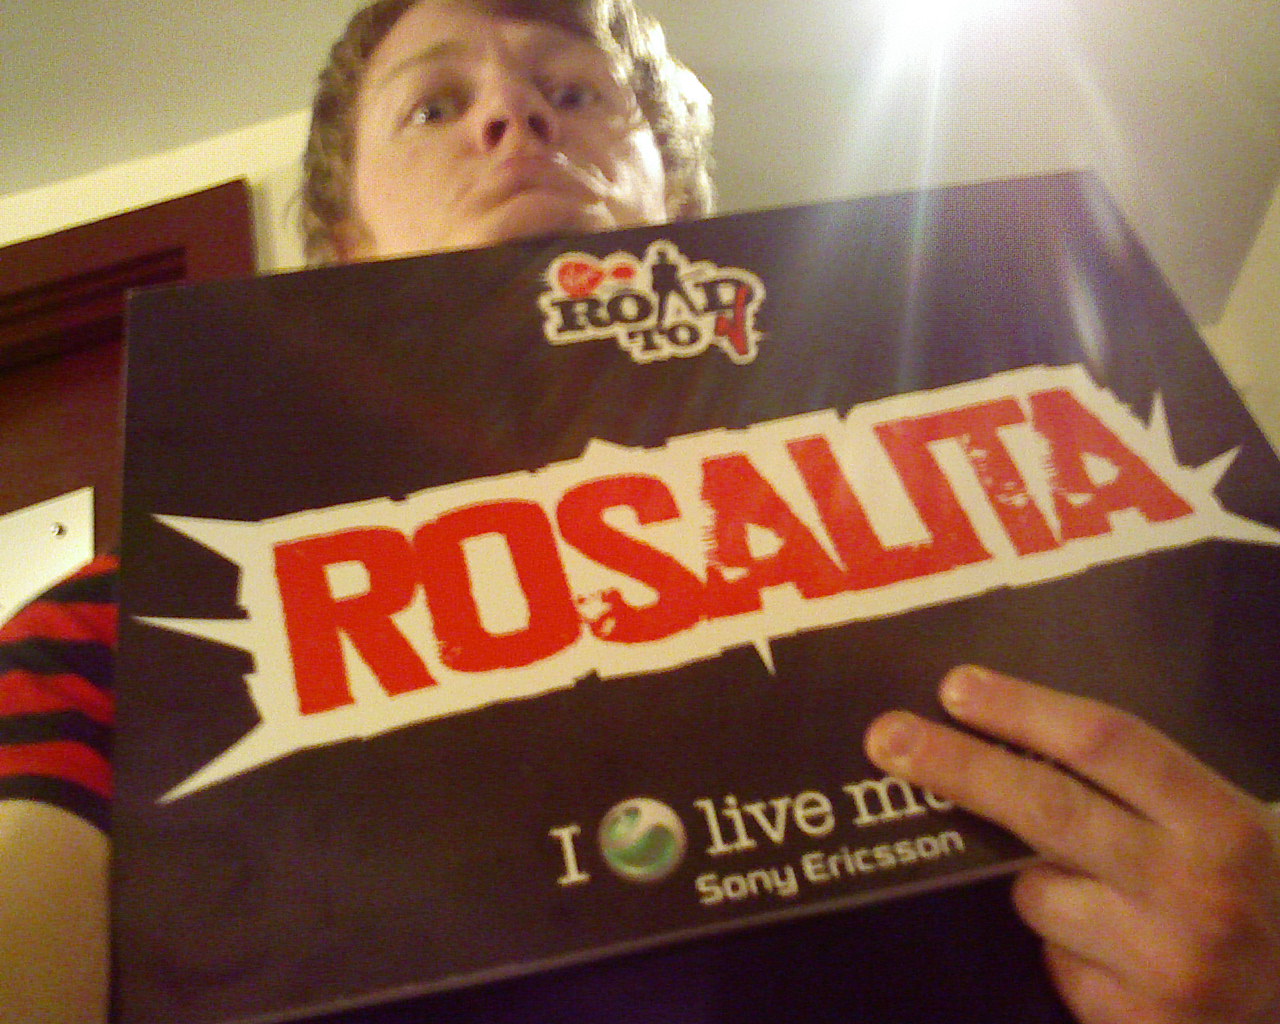 ROAD
TO V
ROSALITA
I live
Sony Ericsson